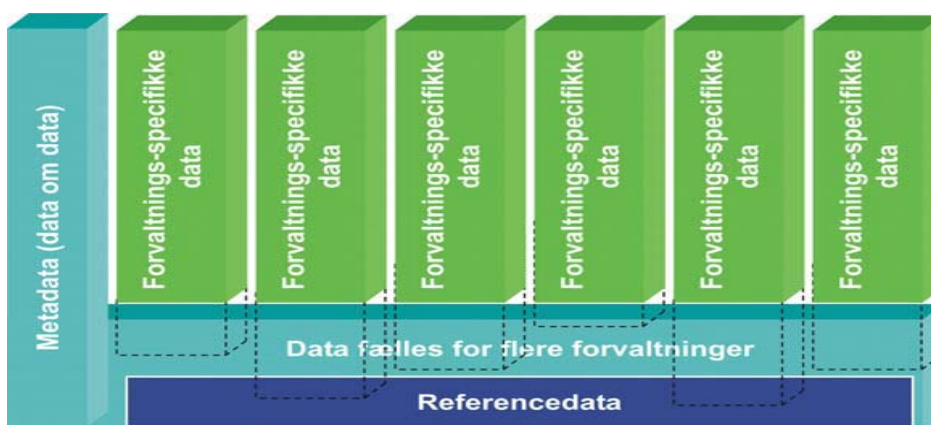 Metadata (data om data)
Forvaltnings-specifikke
data
Forvaltnings-specifikke
data
Forvaltnings-specifikke
data
Forvaltnings-specifikke
data
Forvaltnings-specifikke
data
Forvaltnings-specifikke
data
Data fælles for flere forvaltninger
Referencedata